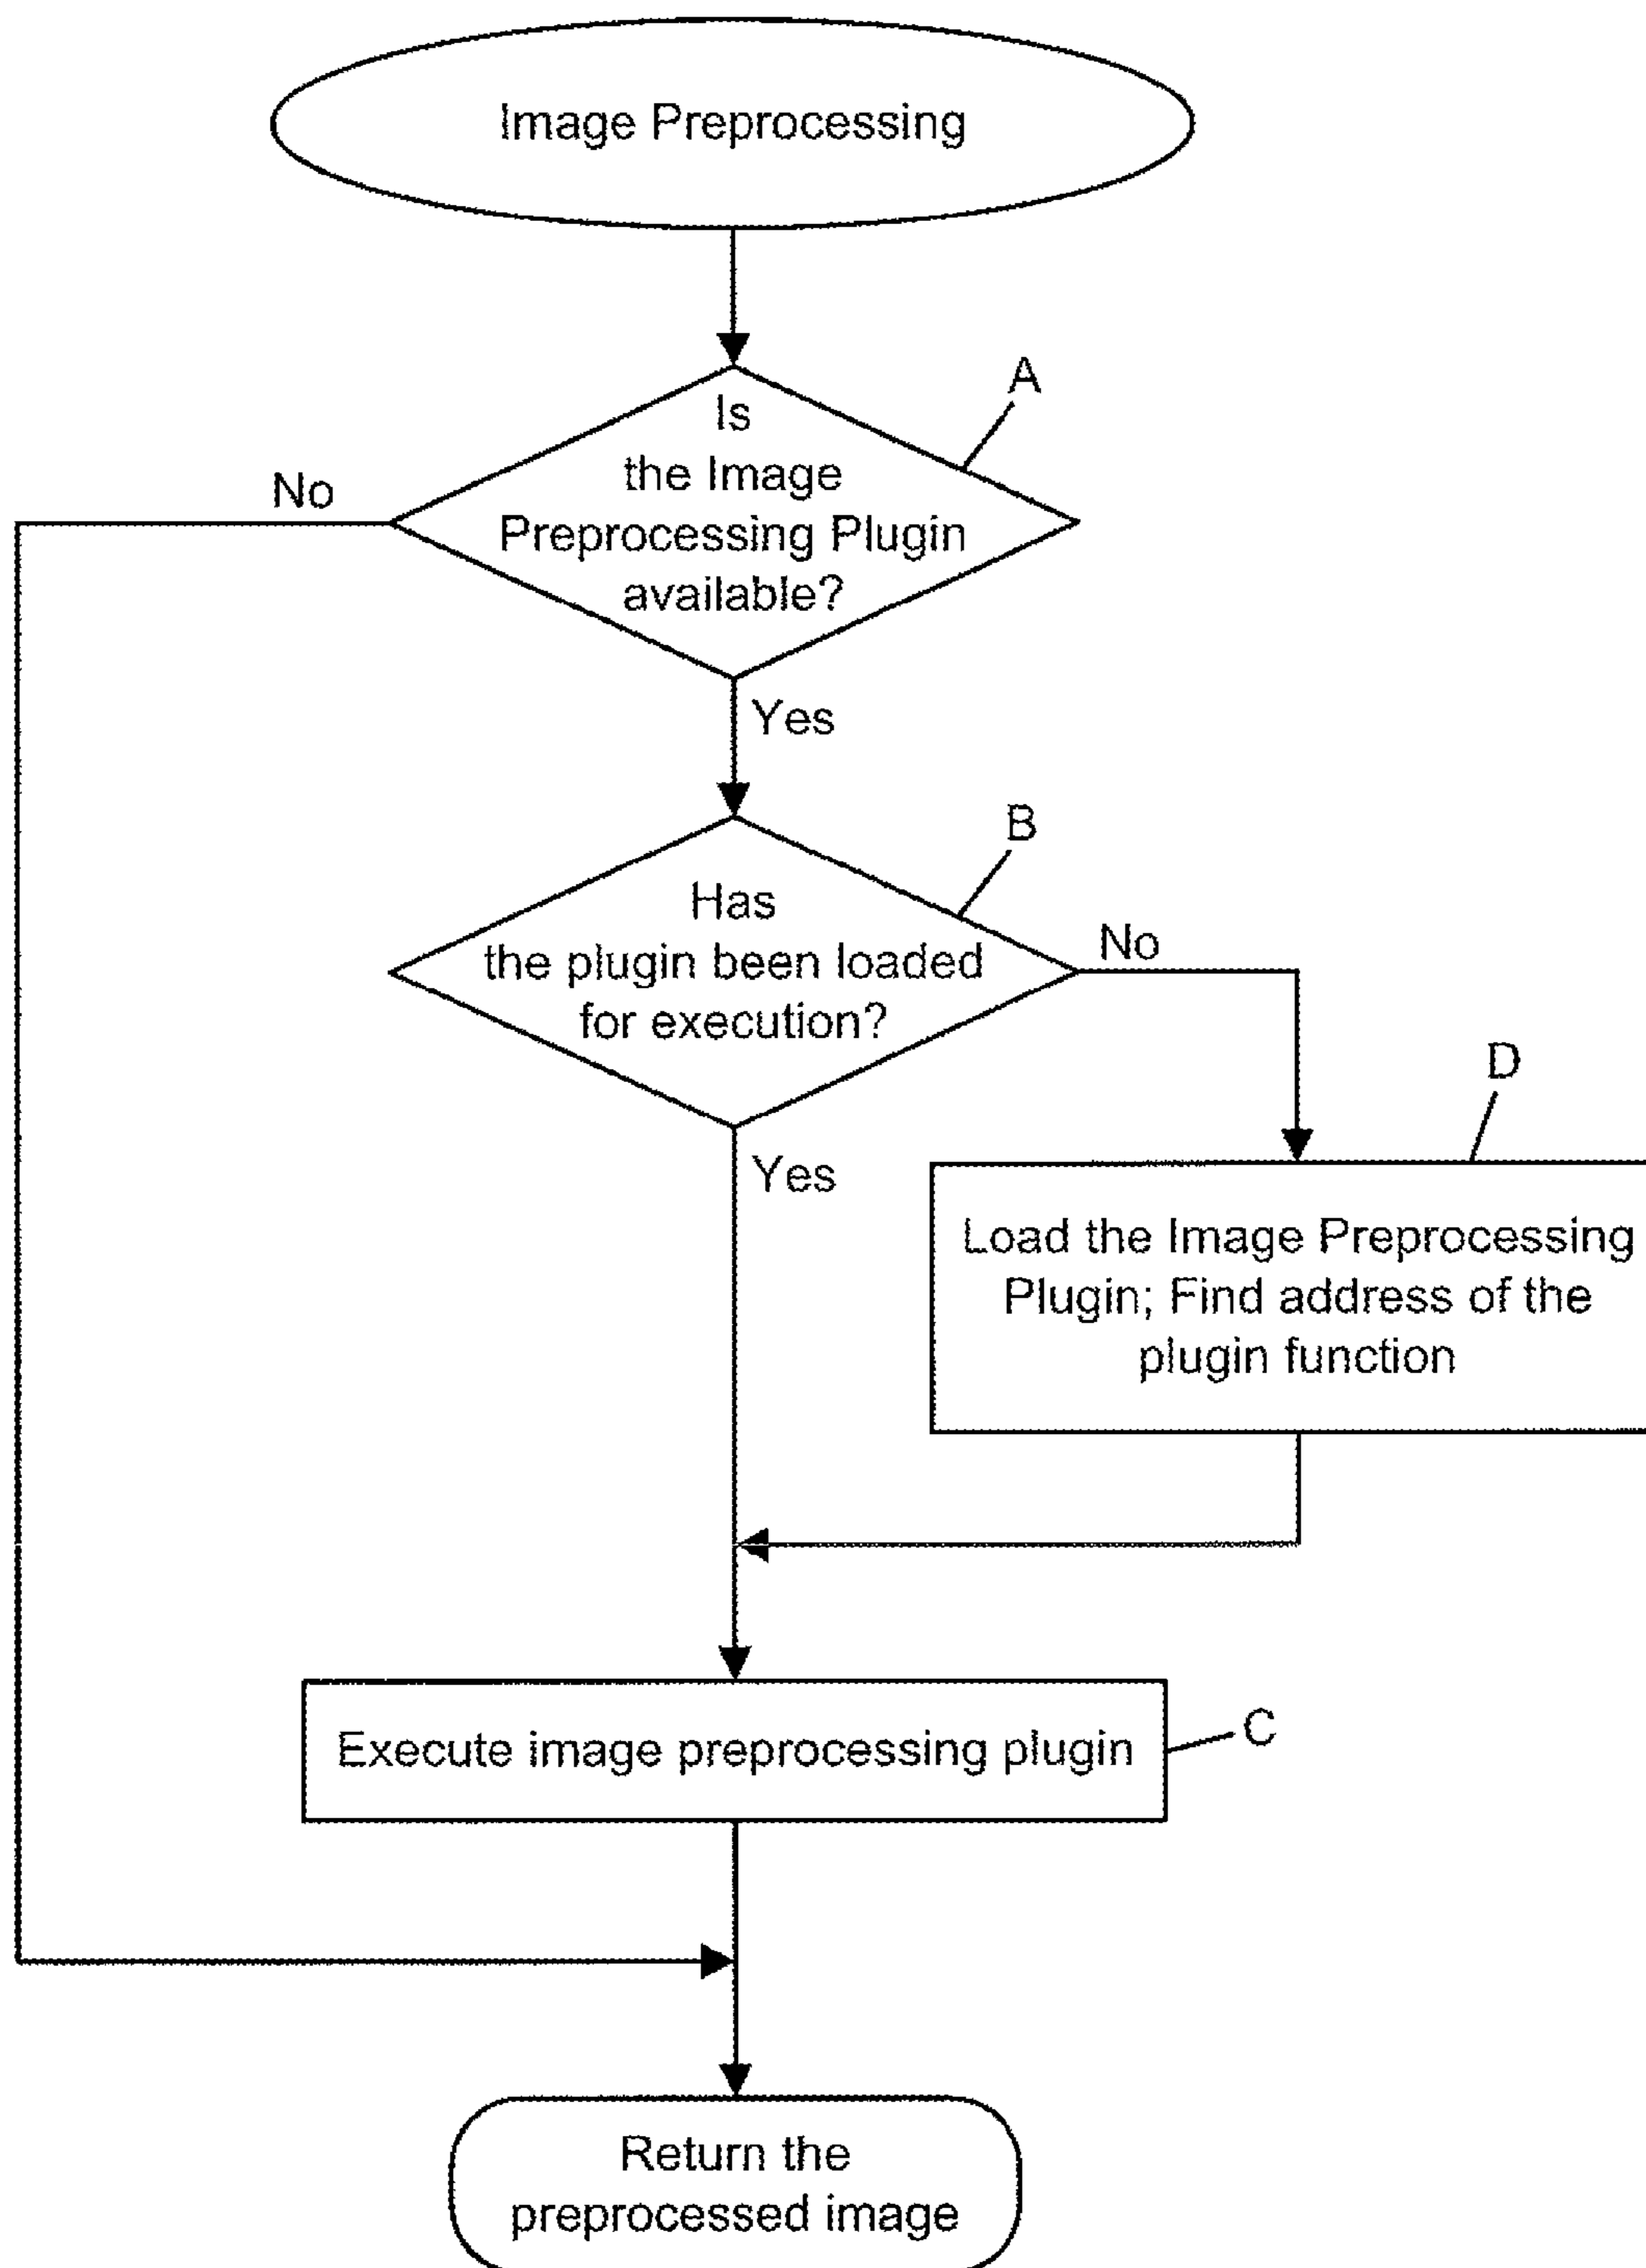 Image Preprocessing
A
Is
the Image
Preprocessing Plugin
available?
No
Yes
B
Has
the plugin been loaded
for execution?
No
Yes
D
Load the Image Preprocessing
Plugin; Find address of the
plugin function
Execute image preprocessing plugin
C
Return the
preprocessed image